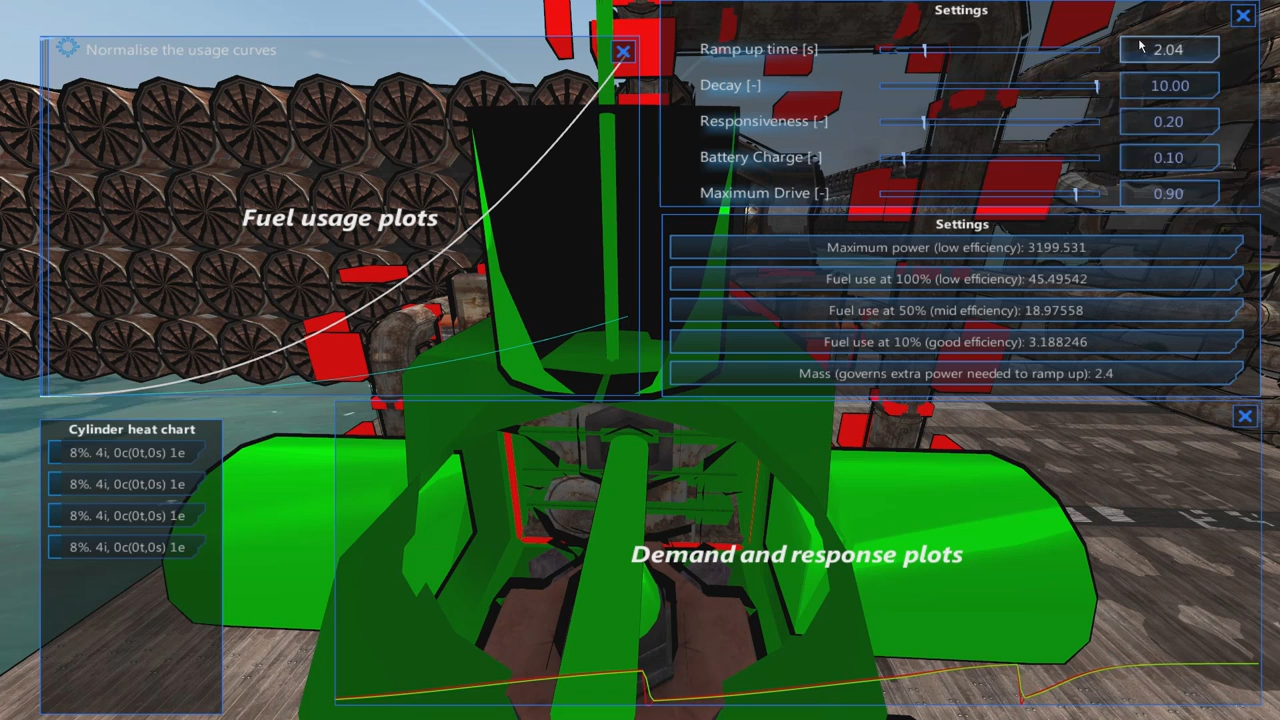 Normalise the usage curves
Fuel usage plots
Settings
Ramp up time [s]
2.04
Decay [-]
10.00
Responsiveness [-]
0.20
Battery Charge [-]
0.10
Maximum Drive [-]
0.90
Settings
Maximum power (low efficiency): 3199.531
Fuel use at 100% (low efficiency): 45.49542
Fuel use at 50% (mid efficiency): 18.97558
Fuel use at 10% (good efficiency): 3.188246
Mass (governs extra power needed to ramp up): 2.4
Cylinder heat chart
8%. 4i, 0c(0t,0s) 1e
8%. 4i, 0c(0t,0s) 1e
8%. 4i, 0c(0t,0s) 1e
8%. 4i, 0c(0t,0s) 1e
Demand and response plots